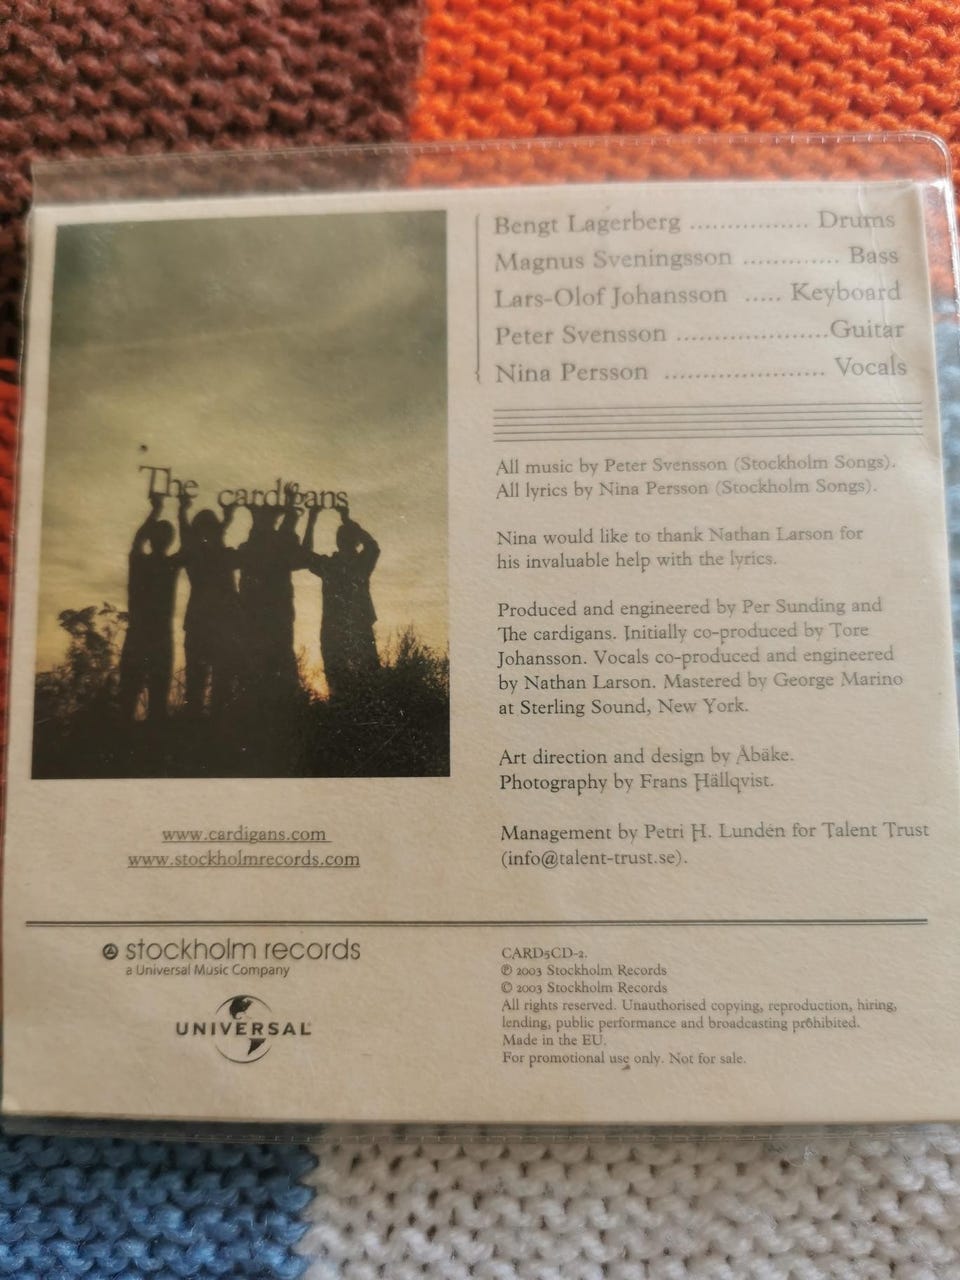 The cardigans
www.cardigans.com
www.stockholmrecords.com
Bengt Lagerberg ................ Drums
Magnus Sveningsson ............. Bass
Lars-Olof Johansson ..... Keyboard
Peter Svensson ....................Guitar
Nina Persson ...................... Vocals
All music by Peter Svensson (Stockholm Songs).
All lyrics by Nina Persson (Stockholm Songs).
Nina would like to thank Nathan Larson for
his invaluable help with the lyrics.
Produced and engineered by Per Sunding and
The cardigans. Initially co-produced by Tore
Johansson. Vocals co-produced and engineered
by Nathan Larson. Mastered by George Marino
at Sterling Sound, New York.
Art direction and design by Åbäke.
Photography by Frans Hällqvist.
Management by Petri H. Lundén for Talent Trust
(info@talent-trust.se).
stockholm records
a Universal Music Company
UNIVERSAL
CARD5CD-2.
℗ 2003 Stockholm Records
© 2003 Stockholm Records
All rights reserved. Unauthorised copying, reproduction, hiring,
lending, public performance and broadcasting prohibited.
Made in the EU.
For promotional use only. Not for sale.